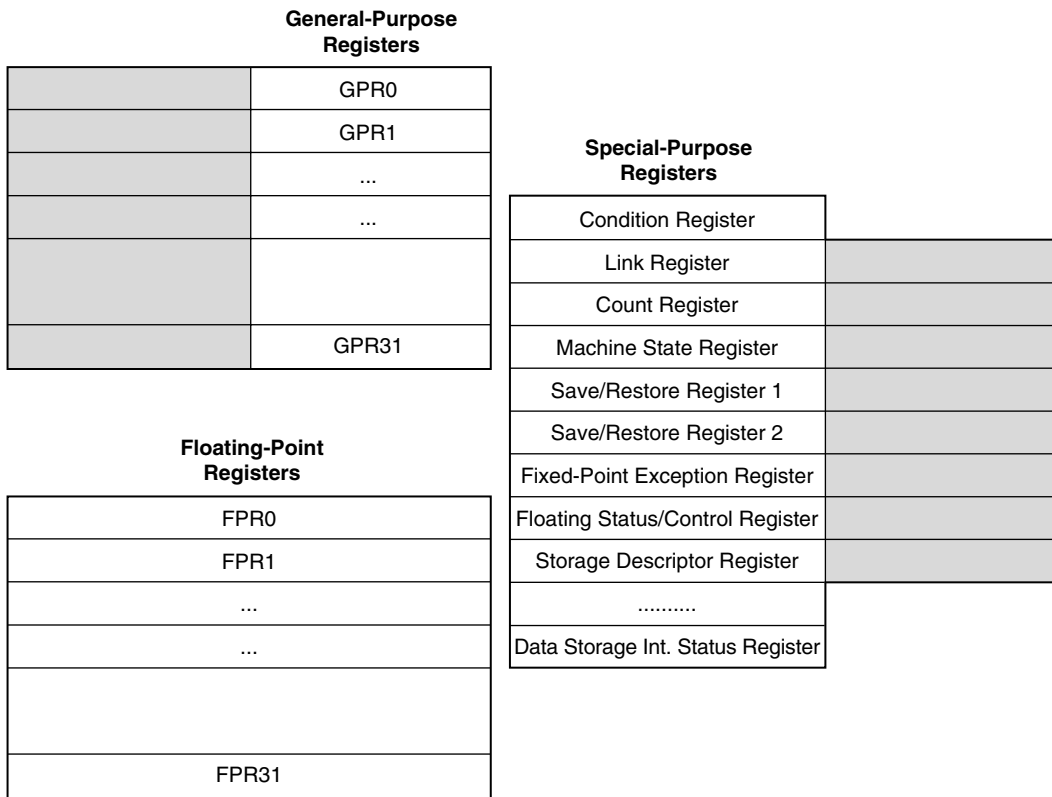 General-Purpose
Registers
GPR0
GPR1
...
...
GPR31
Floating-Point
Registers
FPR0
FPR1
...
...
FPR31
Special-Purpose
Registers
Condition Register
Link Register
Count Register
Machine State Register
Save/Restore Register 1
Save/Restore Register 2
Fixed-Point Exception Register
Floating Status/Control Register
Storage Descriptor Register
..........
Data Storage Int. Status Register